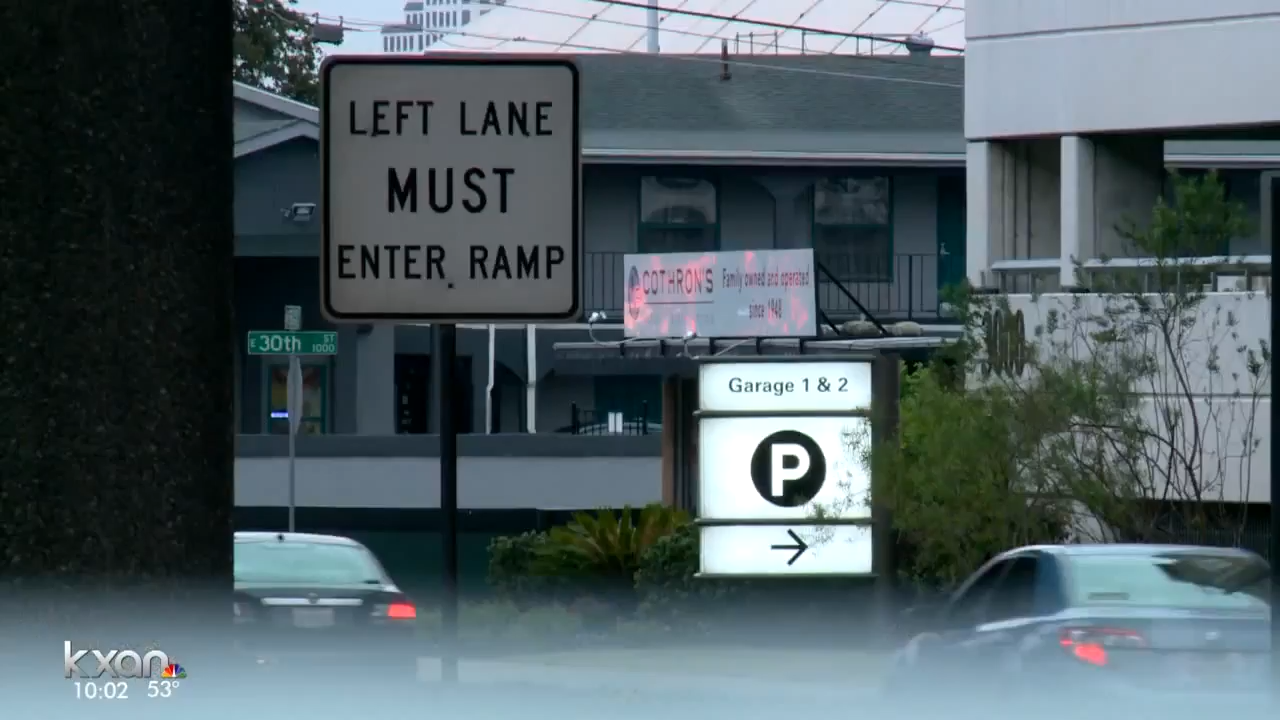 LEFT LANE
MUST
ENTER RAMP
E 30th ST
1000
COTHRON'S
Family owned and operated
since 1948
Garage 1 & 2
P
→
kxan
10:02 53°